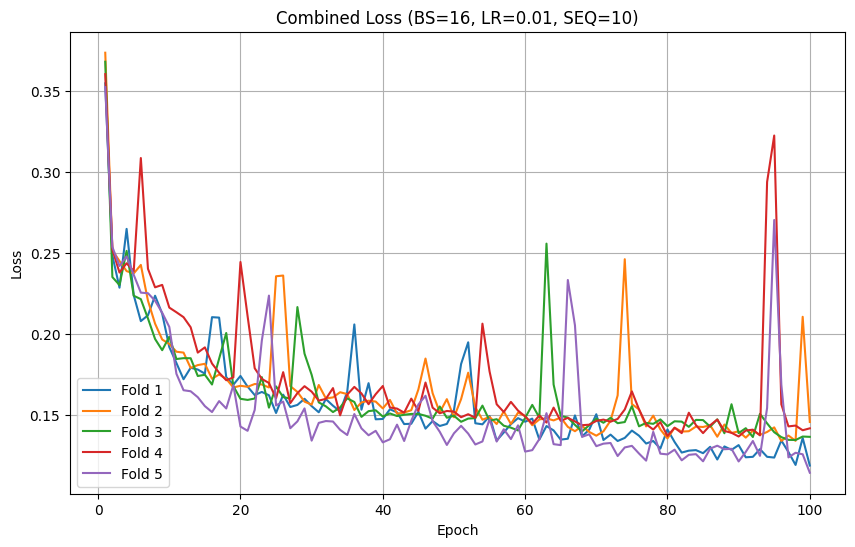 Combined Loss (BS=16, LR=0.01, SEQ=10)
Loss
0.35
0.30
0.25
0.20
0.15
Fold 1
Fold 2
Fold 3
Fold 4
Fold 5
0
20
40
60
80
100
Epoch